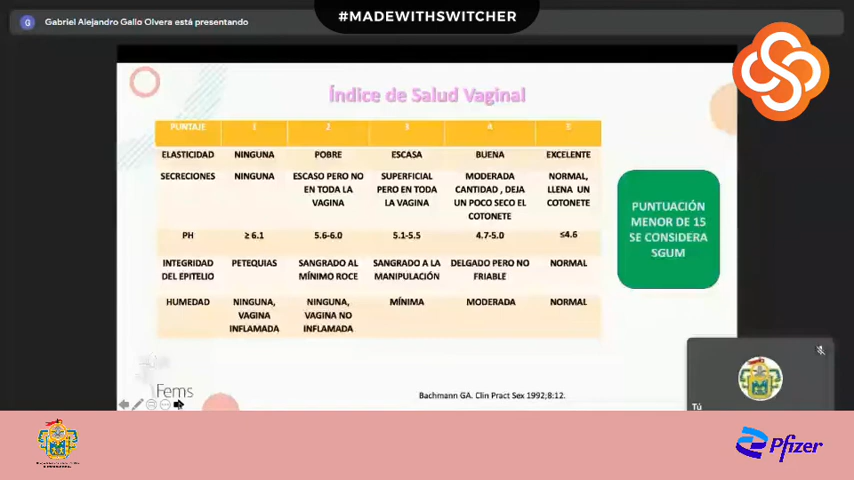 Gabriel Alejandro Gallo Olvera está presentando
#MADEWITHSWITCHER
Índice de Salud Vaginal
PUNTAJE 1 2 3 4 5
ELASTICIDAD NINGUNA POBRE ESCASA BUENA EXCELENTE
SECRECIONES NINGUNA ESCASO PERO NO EN TODA LA VAGINA SUPERFICIAL PERO EN TODA LA VAGINA MODERADA CANTIDAD , DEJA UN POCO SECO EL COTONETE NORMAL, LLENA UN COTONETE
PH ≥ 6.1 5.6-6.0 5.1-5.5 4.7-5.0 ≤4.6
INTEGRIDAD DEL EPITELIO PETEQUIAS SANGRADO AL MÍNIMO ROCE SANGRADO A LA MANIPULACIÓN DELGADO PERO NO FRIABLE NORMAL
HUMEDAD NINGUNA, VAGINA INFLAMADA NINGUNA, VAGINA NO INFLAMADA MÍNIMA MODERADA NORMAL
PUNTUACIÓN
MENOR DE 15
SE CONSIDERA
SGUM
Fems
Bachmann GA. Clin Pract Sex 1992;8:12.
Tú
Pfizer